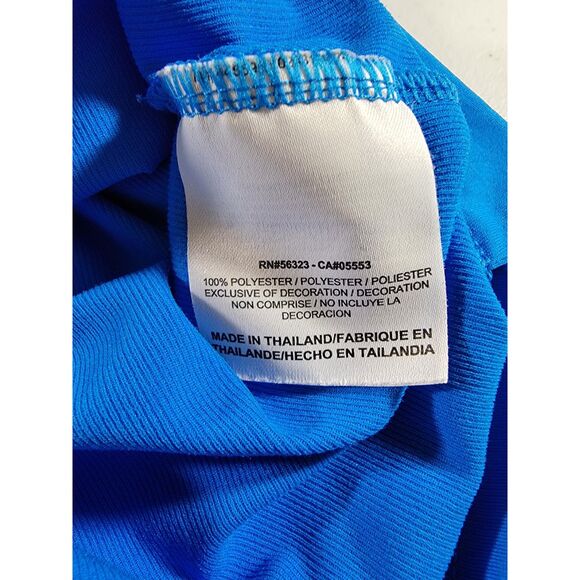 RN#56323 - CA#05553
100% POLYESTER / POLYESTER / POLIESTER
EXCLUSIVE OF DECORATION / DECORATION
NON COMPRISE / NO INCLUYE LA
DECORACION
MADE IN THAILAND/FABRIQUE EN
THAILANDE/HECHO EN TAILANDIA